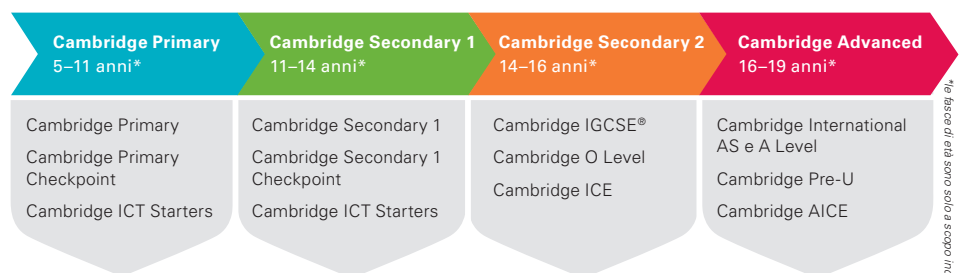 Cambridge Primary
5–11 anni*
Cambridge Secondary 1
11–14 anni*
Cambridge Secondary 2
14–16 anni*
Cambridge Advanced
16–19 anni*
Cambridge Primary
Cambridge Primary
Checkpoint
Cambridge ICT Starters
Cambridge Secondary 1
Cambridge Secondary 1
Checkpoint
Cambridge ICT Starters
Cambridge IGCSE®
Cambridge O Level
Cambridge ICE
Cambridge International
AS e A Level
Cambridge Pre-U
Cambridge AICE
*le fasce di età sono solo a scopo